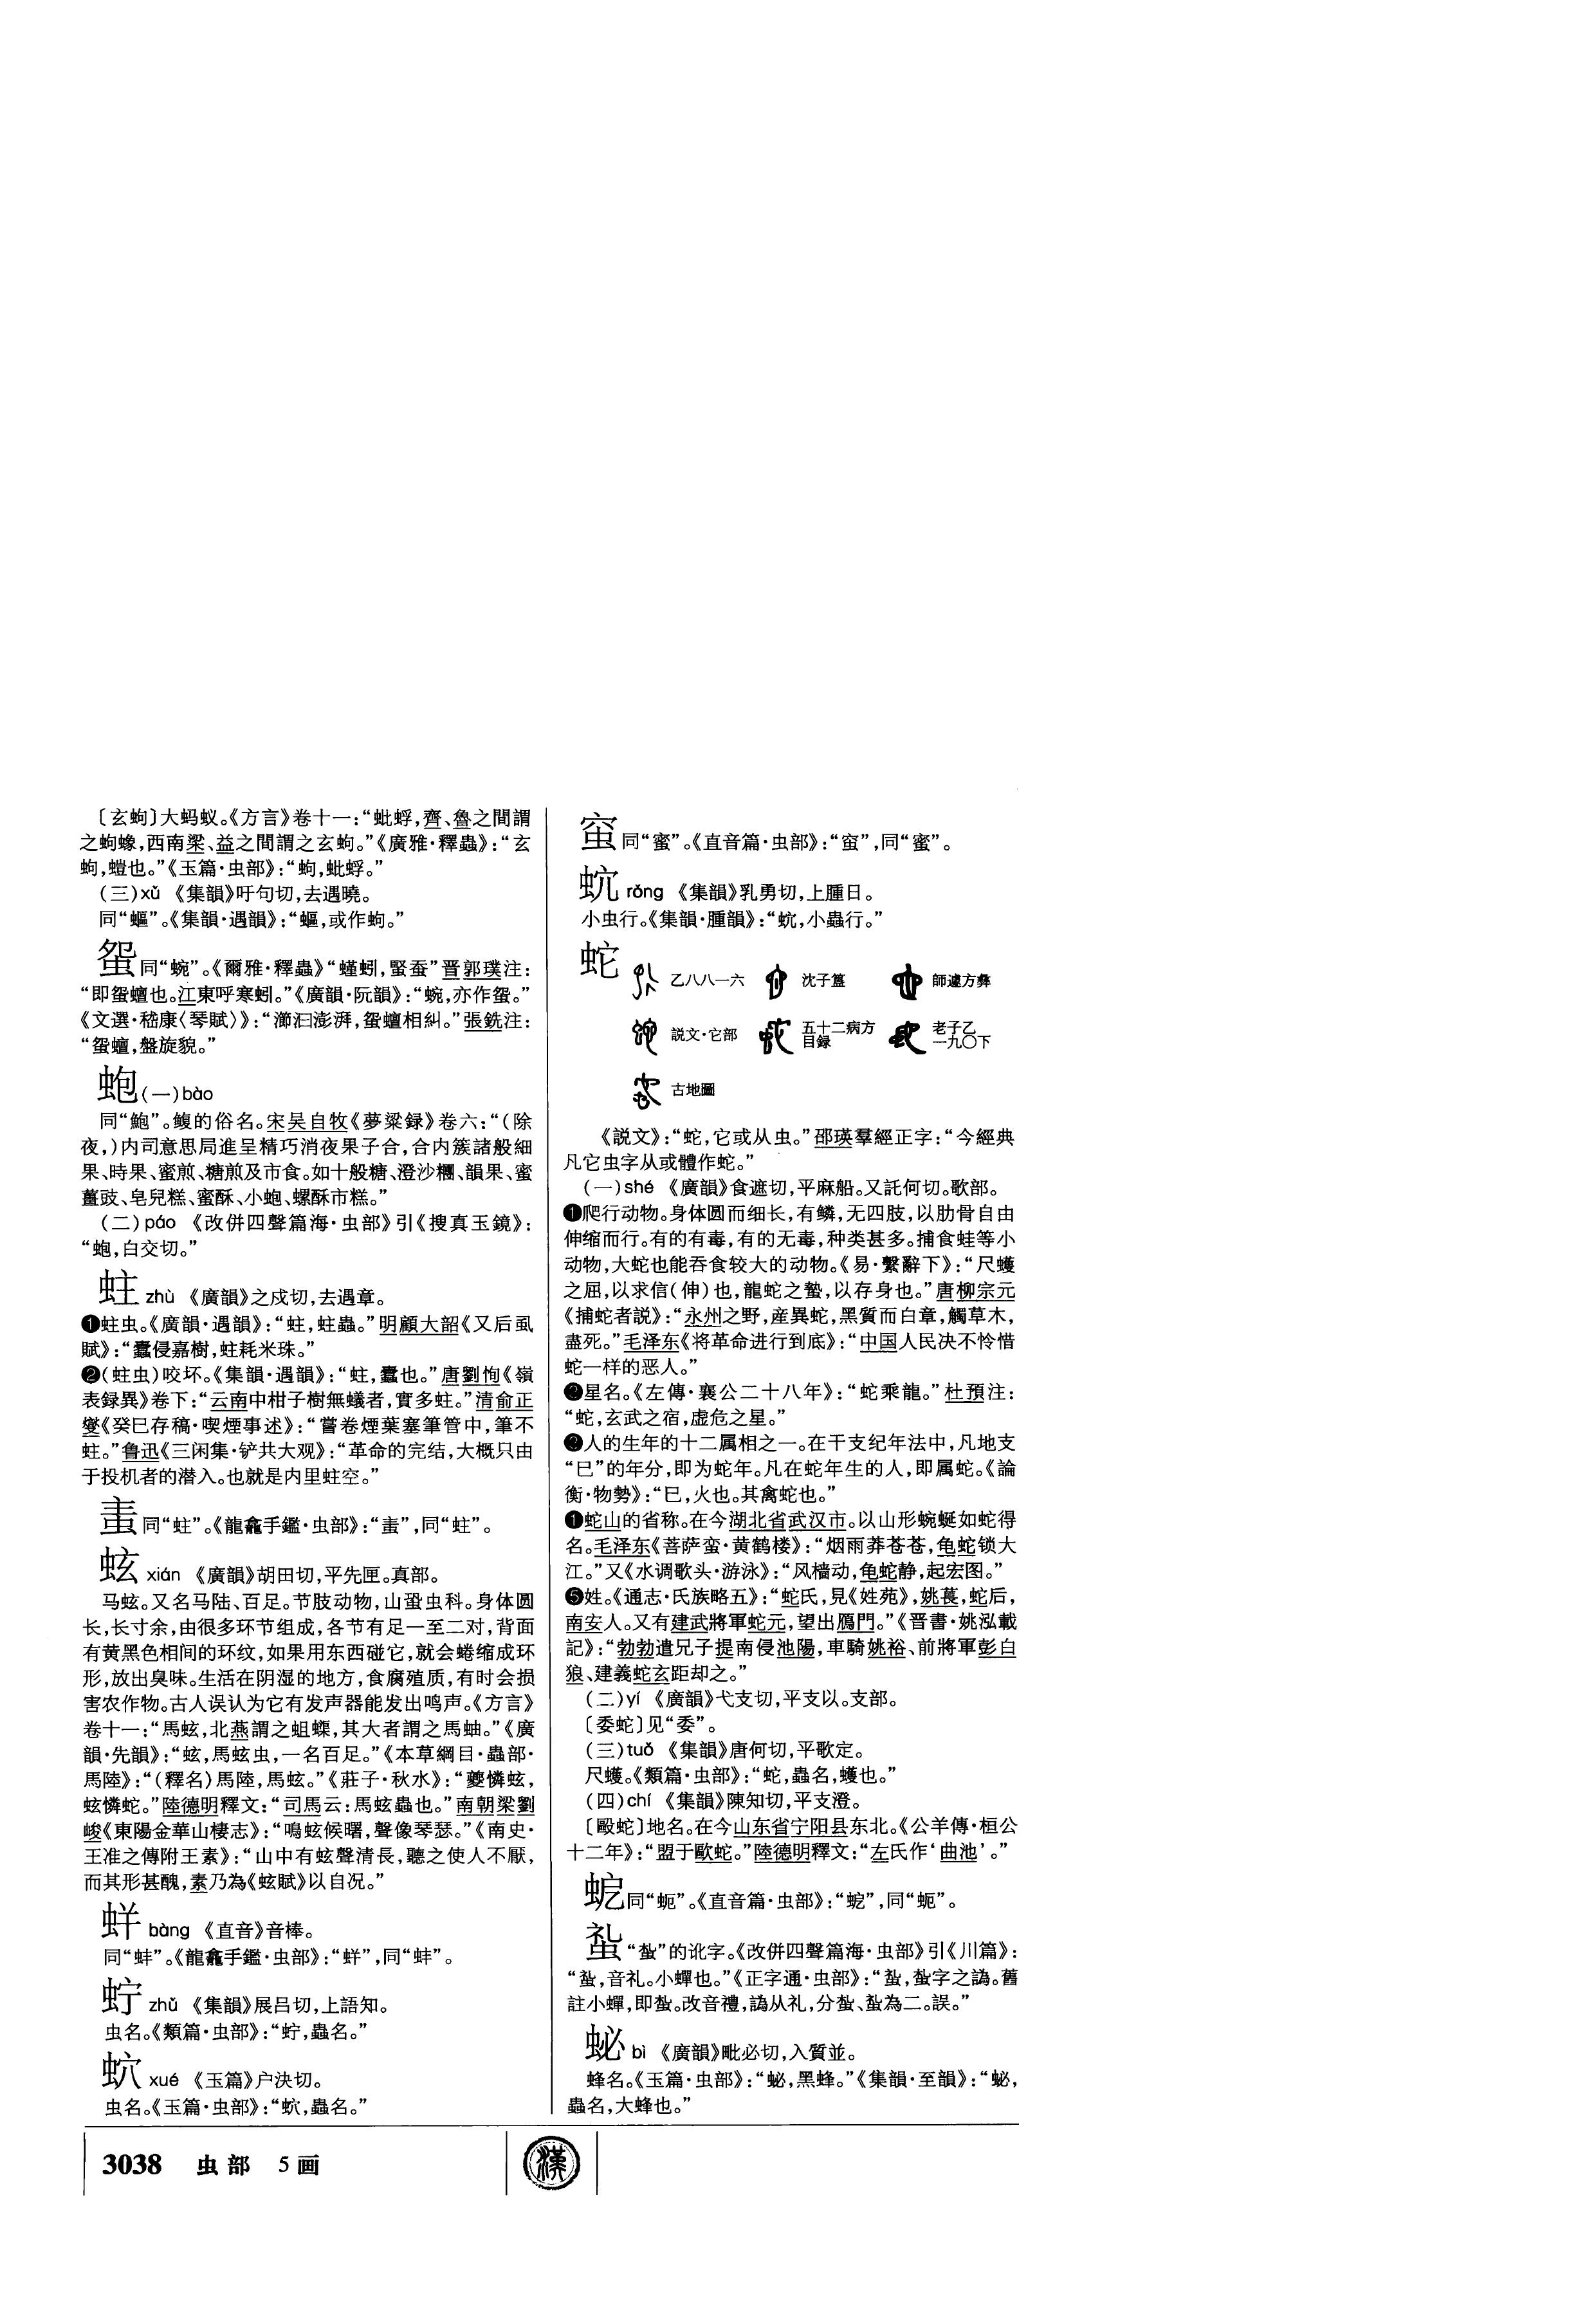 〔玄蚼〕大蚂蚁。《方言》卷十一：“蚍蜉，齊、魯之間謂
之蚼蟓，西南梁、益之間謂之玄蚼。”《廣雅·釋蟲》：“玄
蚼，螘也。”《玉篇·虫部》：“蚼，蚍蜉。”
(三)xǔ 《集韻》吁句切，去遇曉。
同“䗕”。《集韻·遇韻》：“，或作蚼。”
蛩同“蜿”。《爾雅·釋蟲》“螼蚓，竪蚕”晋郭璞注：
“即也。江東呼寒蚓。”《廣韻·阮韻》：“蜿，亦作。”
《文選·嵇康〈琴賦〉》：“澎湃，蟺相糾。”張銑注：
“蟺，盤旋貌。”
蚫(一)bào
同“鮑”。鳆的俗名。宋吴自牧《夢粱録》卷六：“(除
夜，)内司意思局進呈精巧消夜果子合，合内簇諸般細
果、時果、蜜煎、糖煎及市食。如十般糖、澄沙糰、韻果、蜜
薑豉、皂兒糕、蜜酥、小蚫、螺酥市糕。”
(二)páo 《改併四聲篇海·虫部》引《搜真玉鏡》：
“蚫，白交切。”
蛀 zhù 《廣韻》之戍切，去遇章。
❶蛀虫。《廣韻·遇韻》：“蛀，蛀蟲。”明顧大韶《又后虱
賦》：“蠹侵嘉樹，蛀耗米珠。”
❷(蛀虫)咬坏。《集韻·遇韻》：“蛀，蠹也。”唐劉恂《嶺
表録異》卷下：“云南中柑子樹無蟻者，實多蛀。”清俞正
燮《癸巳存稿·喫煙事述》：“嘗卷煙葉塞筆管中，筆不
蛀。”鲁迅《三闲集·铲共大观》：“革命的完结，大概只由
于投机者的潜入。也就是内里蛀空。”
同“蛀”。《龍龕手鑑·虫部》：“”，同“蛀”。
蚿 xián 《廣韻》胡田切，平先匣。真部。
马蚿。又名马陆、百足。节肢动物，山蛩虫科。身体圆
长，长寸余，由很多环节组成，各节有足一至二对，背面
有黄黑色相间的环纹，如果用东西碰它，就会蜷缩成环
形，放出臭味。生活在阴湿的地方，食腐殖质，有时会损
害农作物。古人误认为它有发声器能发出鸣声。《方言》
卷十一：“馬蚿，北燕謂之蛆蟝，其大者謂之馬蚰。”《廣
韻·先韻》：“蚿，馬蚿虫，一名百足。”《本草綱目·蟲部·
馬陸》：“(釋名)馬陸，馬蚿。”《莊子·秋水》：“夔憐蚿，
蚿憐蛇。”陸德明釋文：“司馬云：馬蚿蟲也。”南朝梁劉
峻《東陽金華山棲志》：“鳴蚿候曙，聲像琴瑟。”《南史·
王准之傳附王素》：“山中有蚿聲清長，聽之使人不厭，
而其形甚醜，素乃為《蚿賦》以自况。”
蛘 bàng 《直音》音棒。
同“蚌”。《龍龕手鑑·虫部》：“蛘”，同“蚌”。
zhǔ 《集韻》展吕切，上語知。
虫名。《類篇·虫部》：“，蟲名。”
xué 《玉篇》户決切。
虫名。《玉篇·虫部》：“，蟲名。”
同“蜜”。《直音篇·虫部》：“”，同“蜜”。
rǒng 《集韻》乳勇切，上腫日。
小虫行。《集韻·腫韻》：“，小蟲行。”
蛇 乙八八一六 沈子簋 師遽方彝
説文·它部 五十二病方目録 老子乙一九〇下
古地圖
《説文》：“蛇，它或从虫。”邵瑛羣經正字：“今經典
凡它虫字从或體作蛇。”
(一)shé 《廣韻》食遮切，平麻船。又託何切。歌部。
❶爬行动物。身体圆而细长，有鳞，无四肢，以肋骨自由
伸缩而行。有的有毒，有的无毒，种类甚多。捕食蛙等小
动物，大蛇也能吞食较大的动物。《易·繫辭下》：“尺蠖
之屈，以求信(伸)也，龍蛇之蟄，以存身也。”唐柳宗元
《捕蛇者説》：“永州之野，産異蛇，黑質而白章，觸草木，
盡死。”毛泽东《将革命进行到底》：“中国人民决不怜惜
蛇一样的恶人。”
❷星名。《左傳·襄公二十八年》：“蛇乘龍。”杜預注：
“蛇，玄武之宿，虚危之星。”
❸人的生年的十二属相之一。在干支纪年法中，凡地支
“巳”的年分，即为蛇年。凡在蛇年生的人，即属蛇。《論
衡·物勢》：“巳，火也。其禽蛇也。”
❹蛇山的省称。在今湖北省武汉市。以山形蜿蜒如蛇得
名。毛泽东《菩萨蛮·黄鹤楼》：“烟雨莽苍苍，龟蛇锁大
江。”又《水调歌头·游泳》：“风樯动，龟蛇静，起宏图。”
❺姓。《通志·氏族略五》：“蛇氏，見《姓苑》，姚萇，蛇后，
南安人。又有建武將軍蛇元，望出鴈門。”《晋書·姚泓載
記》：“勃勃遣兄子提南侵池陽，車騎姚裕、前將軍彭白
狼、建義蛇玄距却之。”
(二)yí 《廣韻》弋支切，平支以。支部。
〔委蛇〕见“委”。
(三)tuǒ 《集韻》唐何切，平歌定。
尺蠖。《類篇·虫部》：“蛇，蟲名，蠖也。”
(四)chí 《集韻》陳知切，平支澄。
〔毆蛇〕地名。在今山东省宁阳县东北。《公羊傳·桓公
十二年》：“盟于毆蛇。”陸德明釋文：“左氏作‘曲池’。”
同“蚅”。《直音篇·虫部》：“”，同“蚅”。
“蚻”的讹字。《改併四聲篇海·虫部》引《川篇》：
“，音礼。小蟬也。”《正字通·虫部》：“，蚻字之譌。舊
註小蟬，即蚻。改音禮，譌从礼，分蚻、為二。誤。”
䖩 bì 《廣韻》毗必切，入質並。
蜂名。《玉篇·虫部》：“䖩，黑蜂。”《集韻·至韻》：“䖩，
蟲名，大蜂也。”
3038 虫部 5画
漢